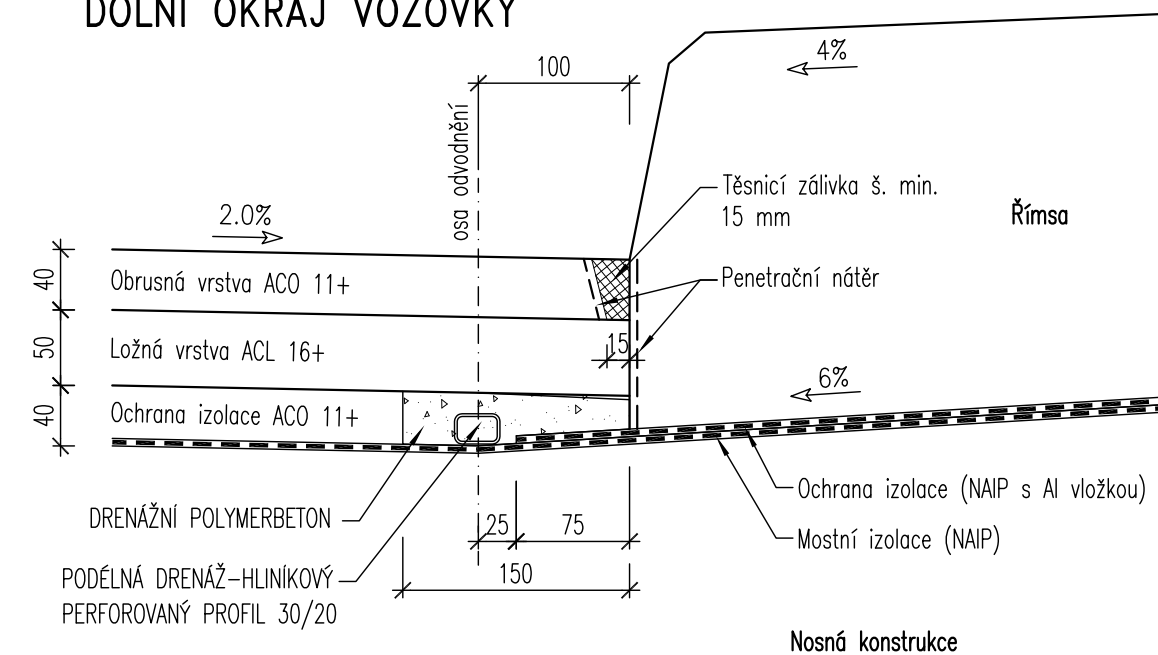 DOLNÍ OKRAJ VOZOVKY
100
4%
osa odvodnění
Těsnicí zálivka š. min.
15 mm
Římsa
2.0%
40
Obrusná vrstva ACO 11+
Penetrační nátěr
50
Ložná vrstva ACL 16+
15
6%
40
Ochrana izolace ACO 11+
Ochrana izolace (NAIP s Al vložkou)
DRENÁŽNÍ POLYMERBETON
25
75
Mostní izolace (NAIP)
150
PODÉLNÁ DRENÁŽ-HLINÍKOVÝ
PERFOROVANÝ PROFIL 30/20
Nosná konstrukce